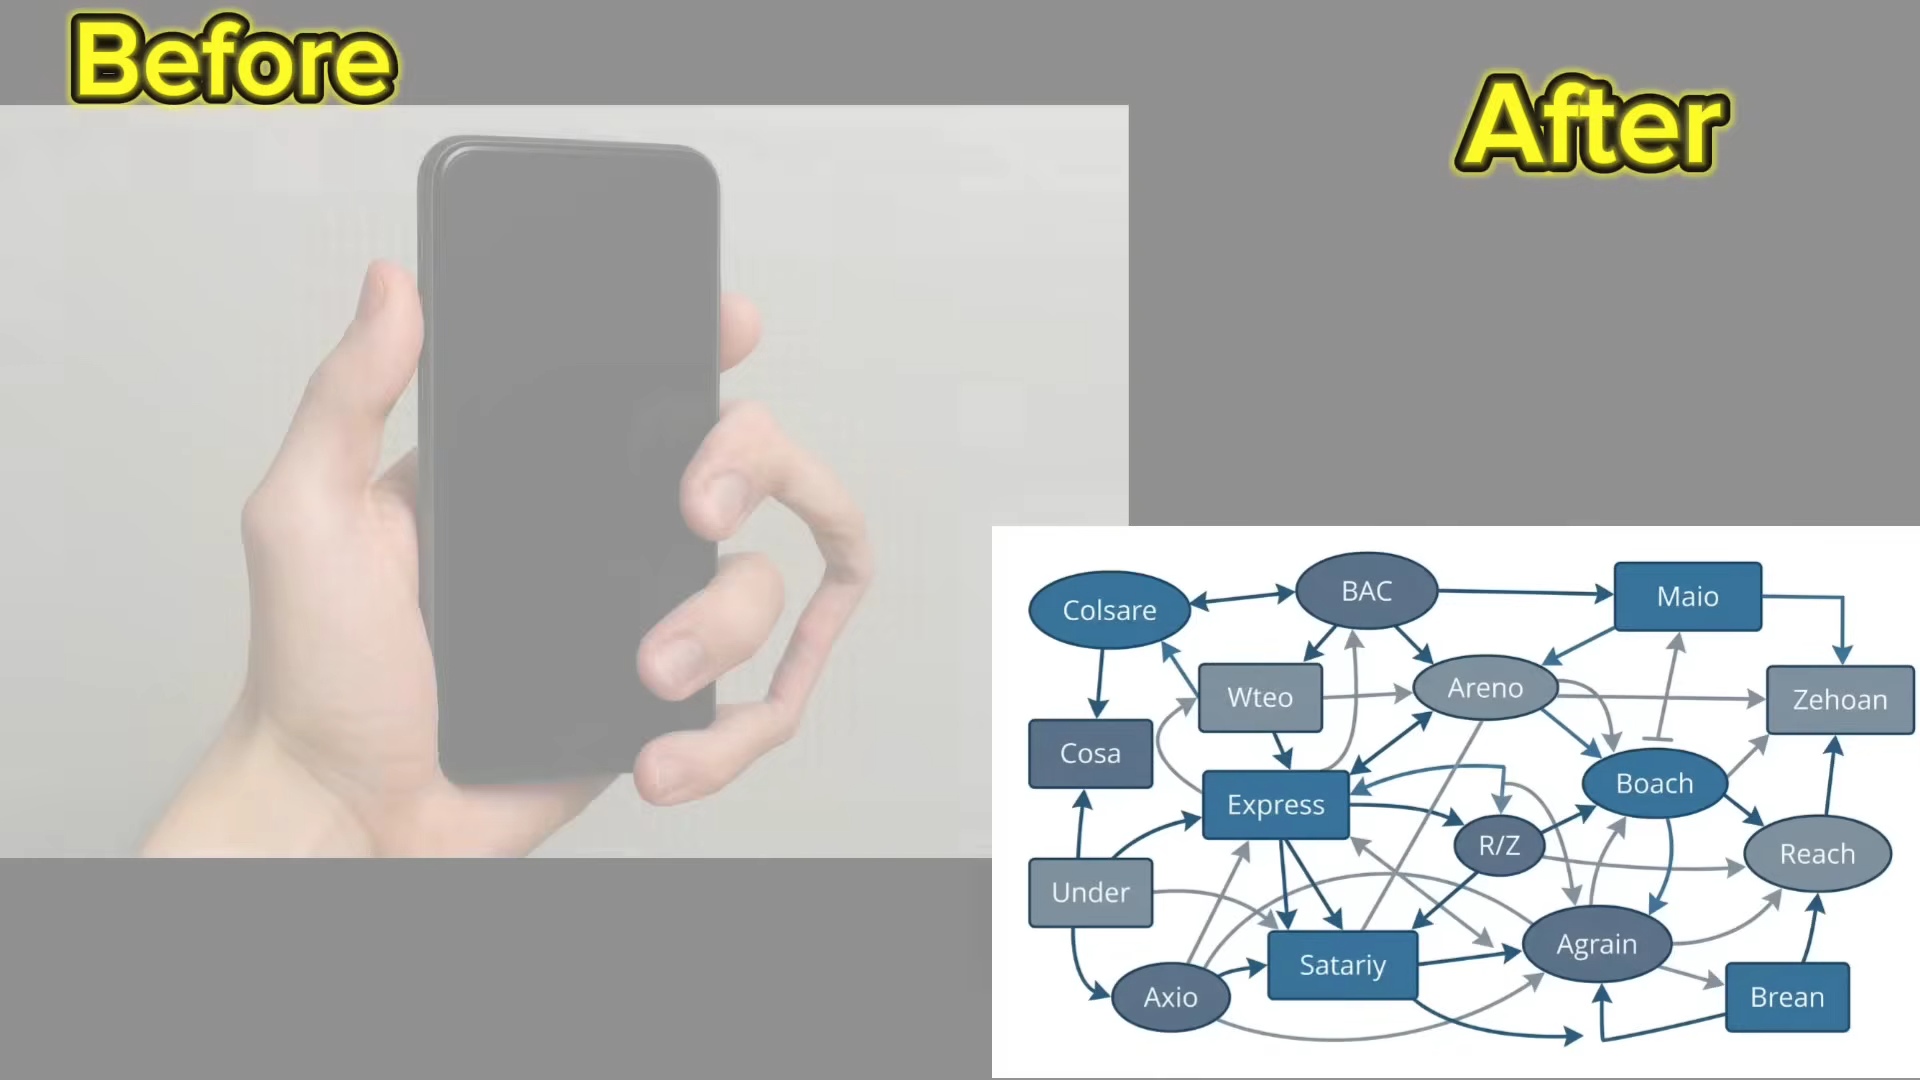 Before
After
Colsare
BAC
Maio
Wteo
Areno
Zehoan
Cosa
Express
Boach
R/Z
Reach
Under
Satariy
Agrain
Axio
Brean